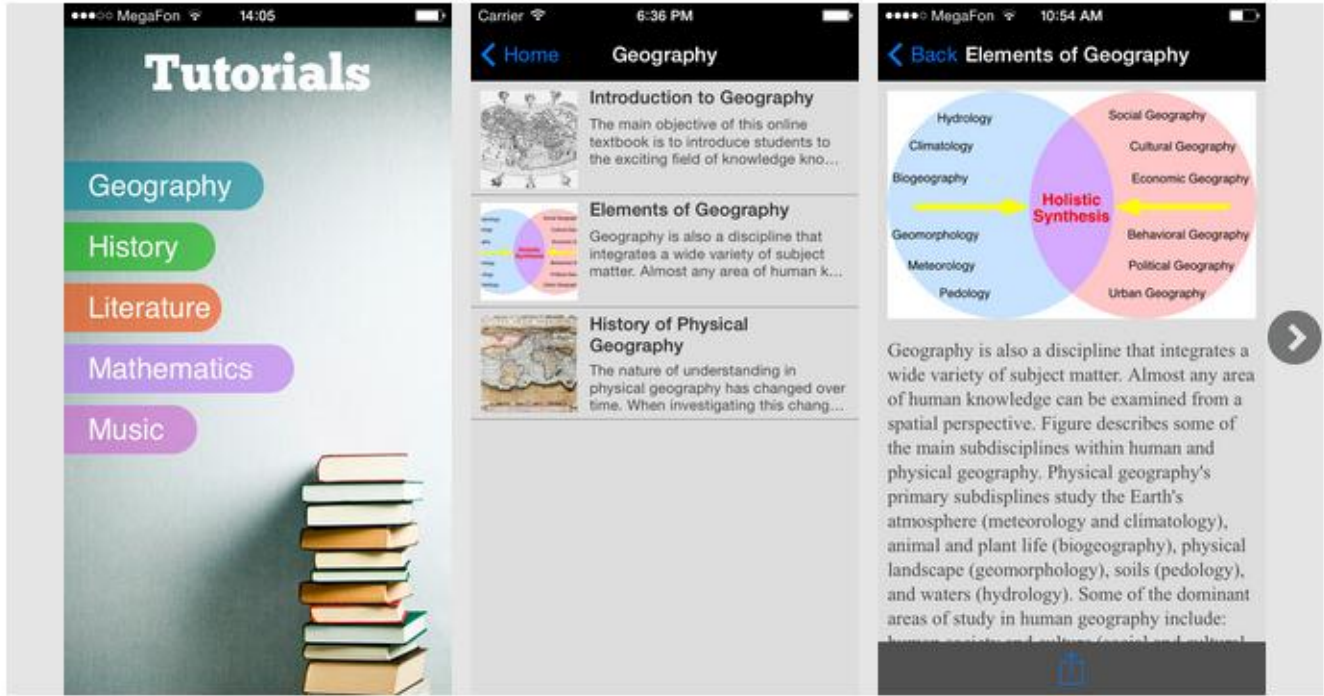 MegaFon 14:05
Tutorials
Geography
History
Literature
Mathematics
Music
Carrier 6:36 PM
Home Geography
Introduction to Geography
The main objective of this online
textbook is to introduce students to
the exciting field of knowledge kno...
Elements of Geography
Geography is also a discipline that
integrates a wide variety of subject
matter. Almost any area of human k...
History of Physical
Geography
The nature of understanding in
physical geography has changed over
time. When investigating this chang...
MegaFon 10:54 AM
Back Elements of Geography
Hydrology Social Geography
Climatology Cultural Geography
Biogeography Economic Geography
Holistic
Synthesis
Geomorphology Behavioral Geography
Meteorology Political Geography
Pedology Urban Geography
Geography is also a discipline that integrates a
wide variety of subject matter. Almost any area
of human knowledge can be examined from a
spatial perspective. Figure describes some of
the main subdisciplines within human and
physical geography. Physical geography's
primary subdisplines study the Earth's
atmosphere (meteorology and climatology),
animal and plant life (biogeography), physical
landscape (geomorphology), soils (pedology),
and waters (hydrology). Some of the dominant
areas of study in human geography include:
human society and culture (social and cultural